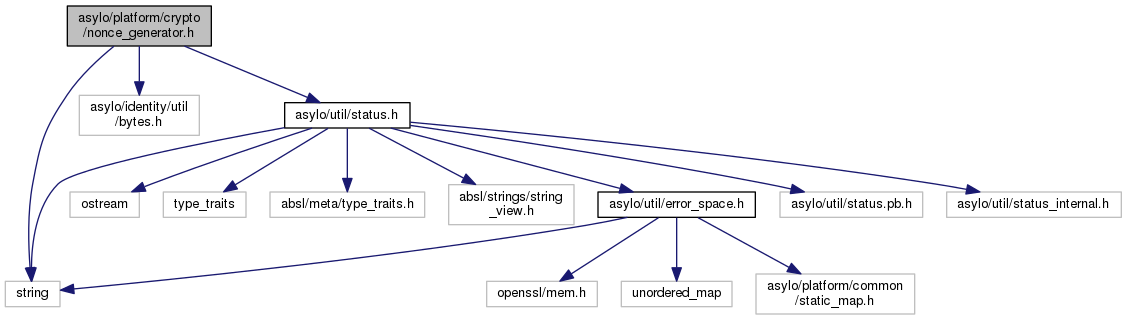 asylo/platform/crypto
/nonce_generator.h
asylo/identity/util
/bytes.h
asylo/util/status.h
ostream
type_traits
absl/meta/type_traits.h
absl/strings/string
_view.h
asylo/util/error_space.h
asylo/util/status.pb.h
asylo/util/status_internal.h
string
openssl/mem.h
unordered_map
asylo/platform/common
/static_map.h